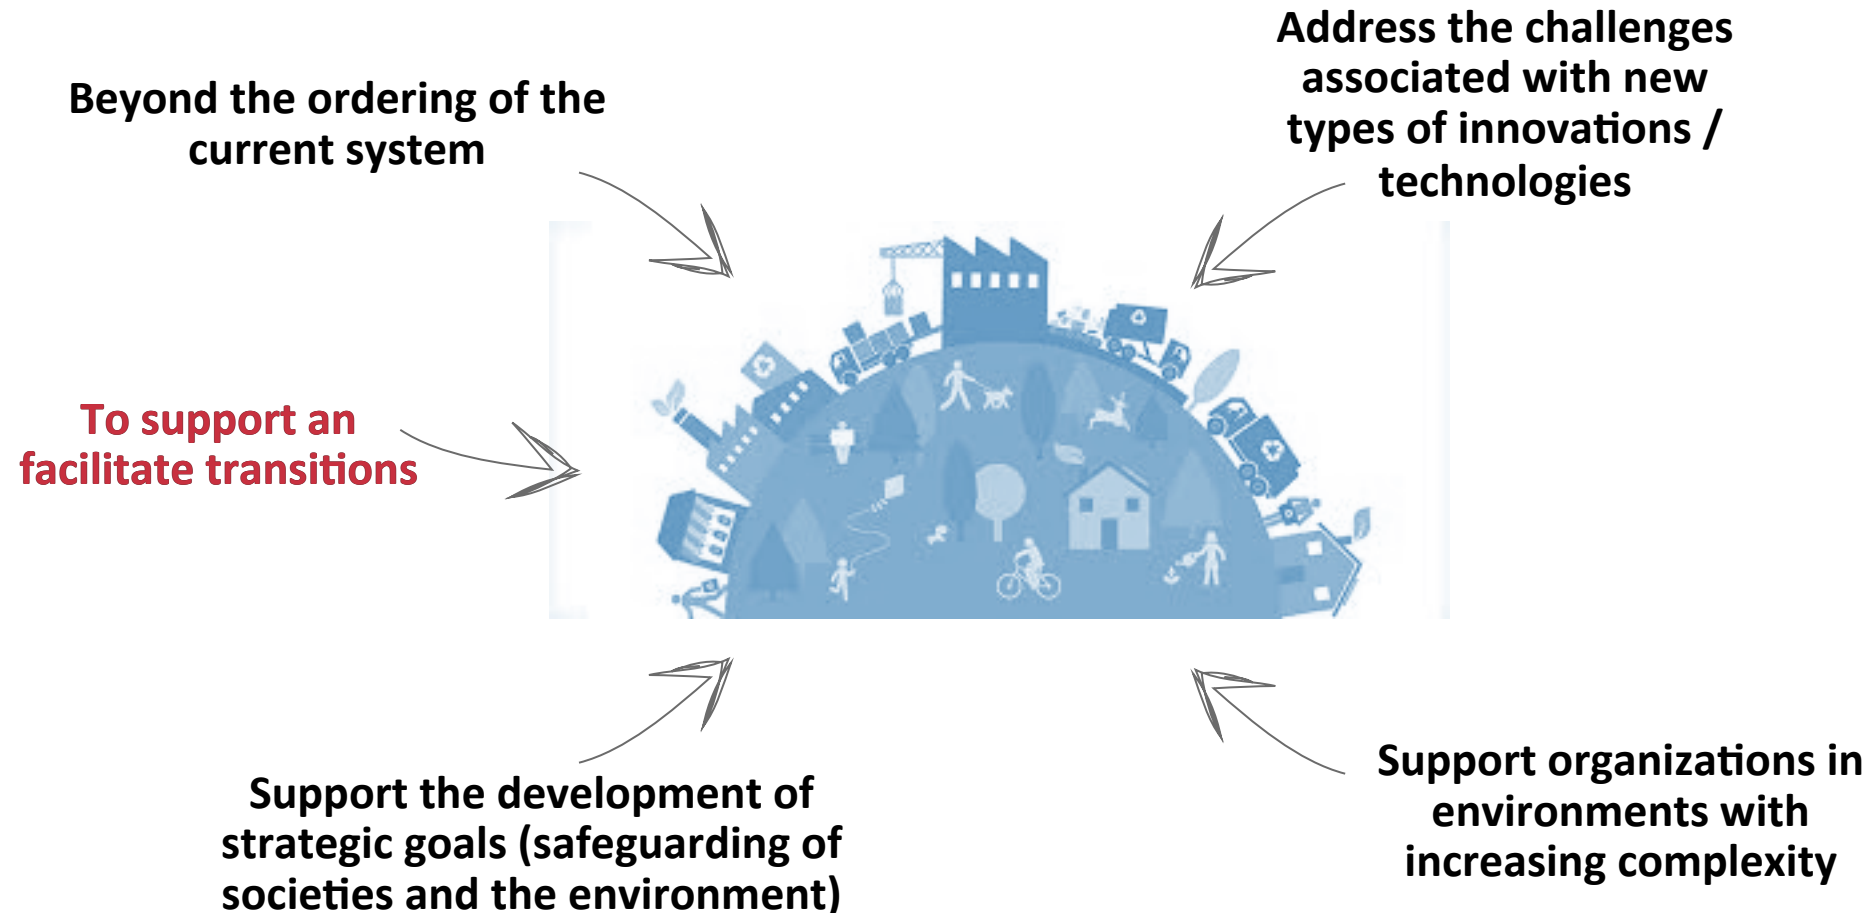 Beyond the ordering of the
current system
Address the challenges
associated with new
types of innovations /
technologies
To support an
facilitate transitions
Support the development of
strategic goals (safeguarding of
societies and the environment)
Support organizations in
environments with
increasing complexity